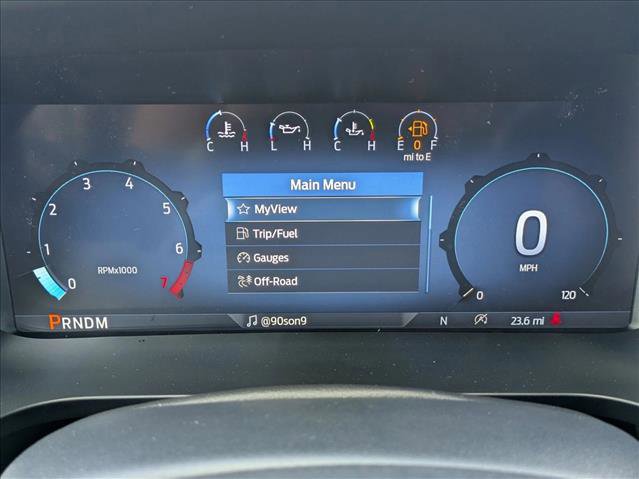 C H L H C H E 0 F
mi to E
Main Menu
MyView
Trip/Fuel
Gauges
Off-Road
0 1 2 3 4 5 6 7
RPMx1000
0
MPH
0 120
PRNDM
@90son9
N 23.6 mi